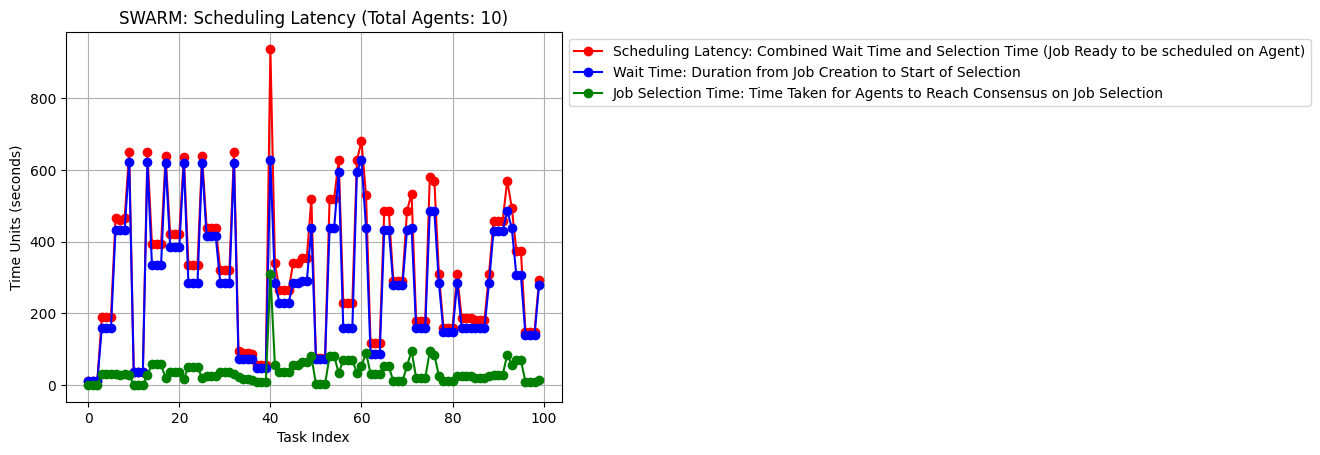 SWARM: Scheduling Latency (Total Agents: 10)
Scheduling Latency: Combined Wait Time and Selection Time (Job Ready to be scheduled on Agent)
Wait Time: Duration from Job Creation to Start of Selection
Job Selection Time: Time Taken for Agents to Reach Consensus on Job Selection
Time Units (seconds)
800
600
400
200
0
0 20 40 60 80 100
Task Index